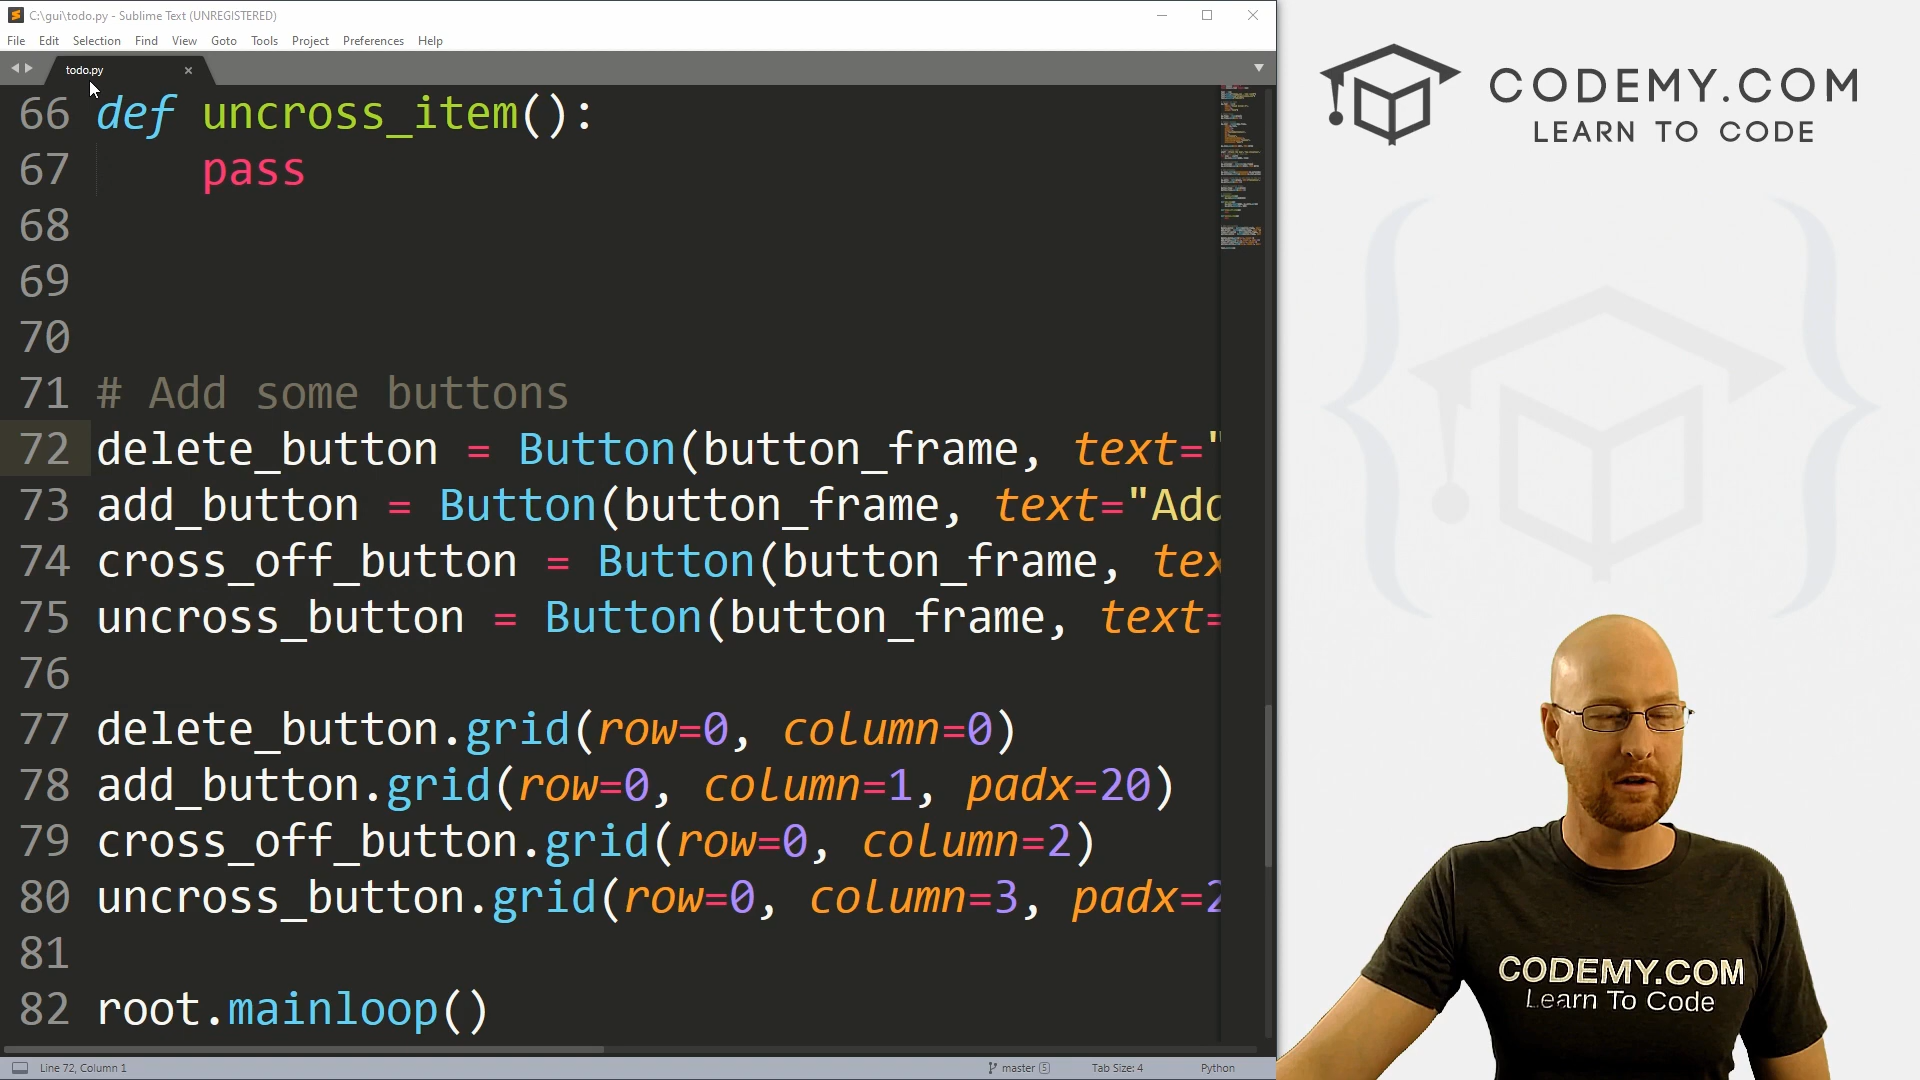 C:\gui\todo.py - Sublime Text (UNREGISTERED)
File Edit Selection Find View Goto Tools Project Preferences Help
todo.py
66 def uncross_item():
67 pass
68
69
70
71 # Add some buttons
72 delete_button = Button(button_frame, text="
73 add_button = Button(button_frame, text="Add
74 cross_off_button = Button(button_frame, tex
75 uncross_button = Button(button_frame, text=
76
77 delete_button.grid(row=0, column=0)
78 add_button.grid(row=0, column=1, padx=20)
79 cross_off_button.grid(row=0, column=2)
80 uncross_button.grid(row=0, column=3, padx=2
81
82 root.mainloop()
Line 72, Column 1
master 5
Tab Size: 4
Python
CODEMY.COM
LEARN TO CODE
CODEMY.COM
Learn To Code